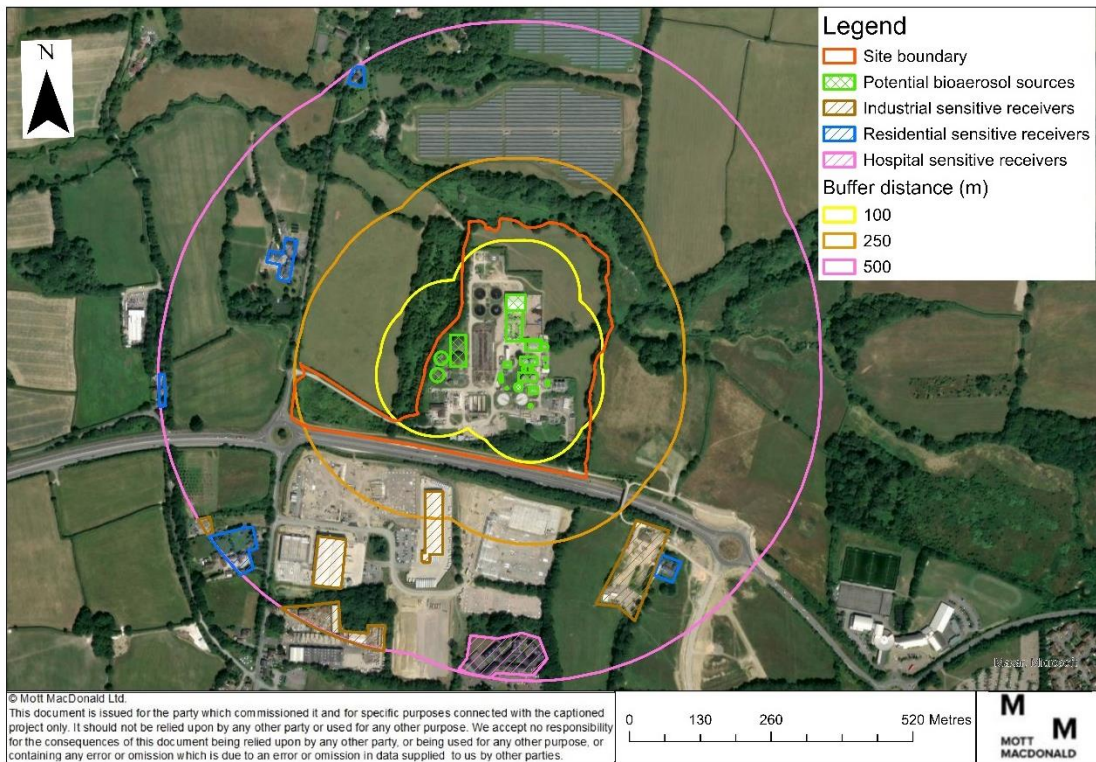 N
Legend
Site boundary
Potential bioaerosol sources
Industrial sensitive receivers
Residential sensitive receivers
Hospital sensitive receivers
Buffer distance (m)
100
250
500
Maxar, Microsoft
© Mott MacDonald Ltd.
This document is issued for the party which commissioned it and for specific purposes connected with the captioned
project only. It should not be relied upon by any other party or used for any other purpose. We accept no responsibility
for the consequences of this document being relied upon by any other party, or being used for any other purpose, or
containing any error or omission which is due to an error or omission in data supplied to us by other parties.
0 130 260 520 Metres
M
M
MOTT
MACDONALD